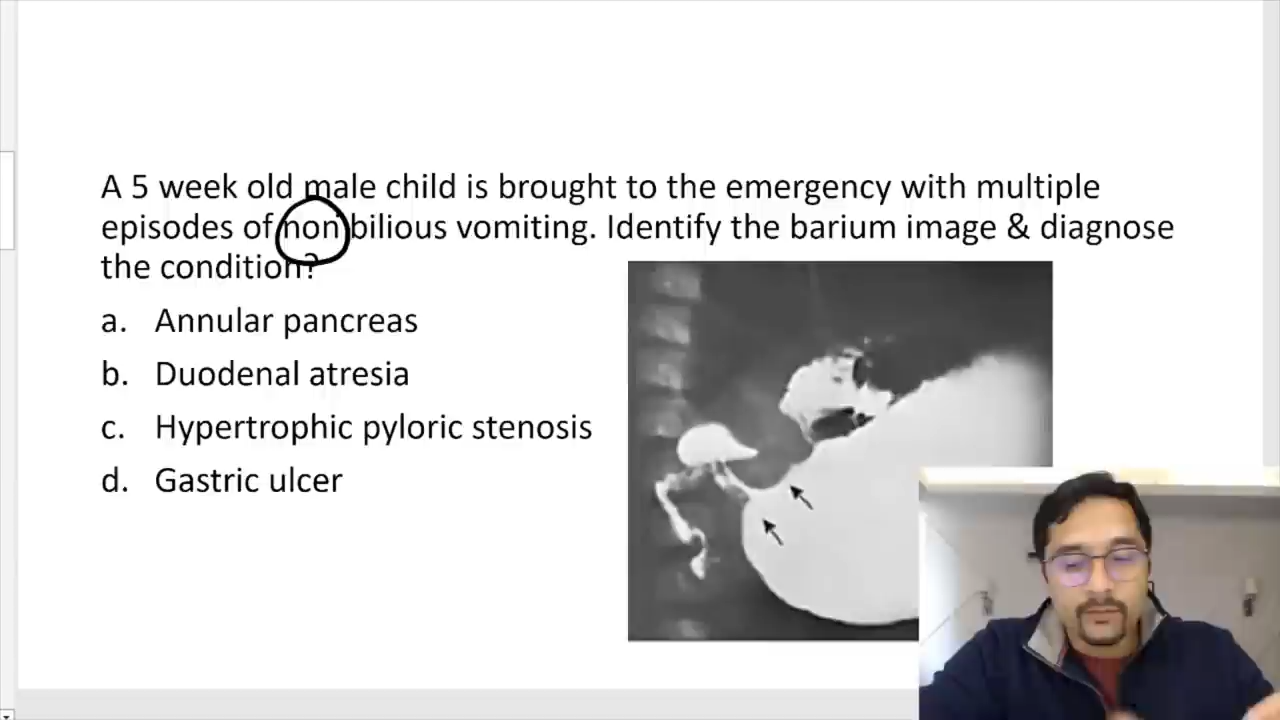 A 5 week old male child is brought to the emergency with multiple
episodes of non bilious vomiting. Identify the barium image & diagnose
the condition?
a. Annular pancreas
b. Duodenal atresia
c. Hypertrophic pyloric stenosis
d. Gastric ulcer